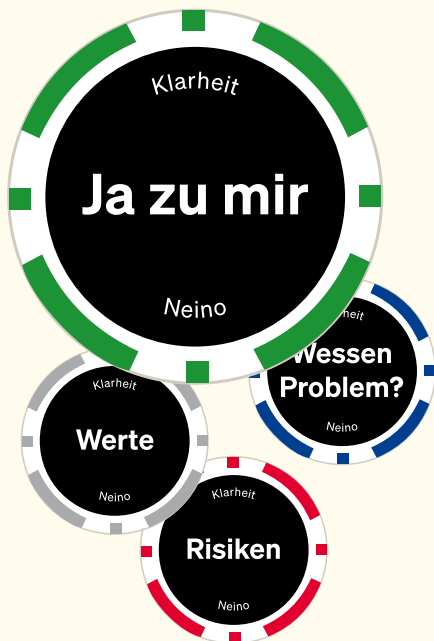 Klarheit
Ja zu mir
Neino
Wessen
Problem?
Neino
Klarheit
Werte
Neino
Klarheit
Risiken
Neino